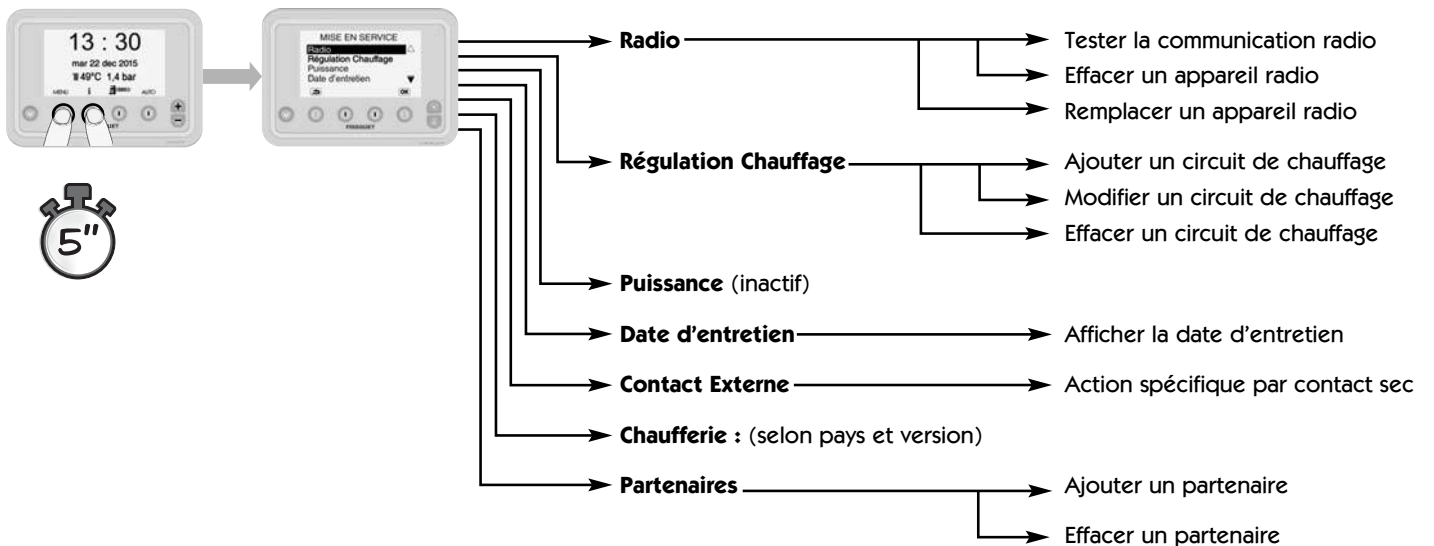 13 : 30
mar 22 dec 2015
49°C 1,4 bar
MENU i AUTO
5"
MISE EN SERVICE
Radio
Régulation Chauffage
Puissance
Date d'entretien
OK
FRISQUET
Radio
Tester la communication radio
Effacer un appareil radio
Remplacer un appareil radio
Régulation Chauffage
Ajouter un circuit de chauffage
Modifier un circuit de chauffage
Effacer un circuit de chauffage
Puissance (inactif)
Date d'entretien
Afficher la date d'entretien
Contact Externe
Action spécifique par contact sec
Chaufferie : (selon pays et version)
Partenaires
Ajouter un partenaire
Effacer un partenaire